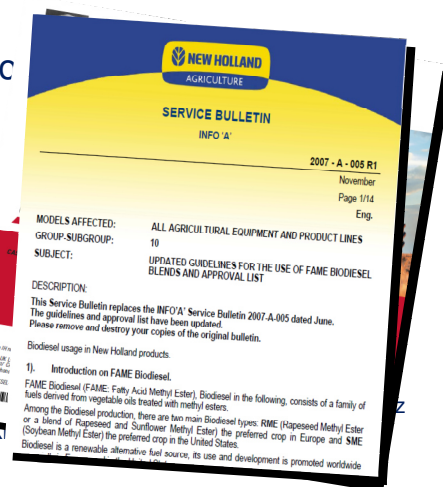 NEW HOLLAND
AGRICULTURE
SERVICE BULLETIN
INFO 'A'
2007 - A - 005 R1
November
Page 1/14
Eng.
MODELS AFFECTED: ALL AGRICULTURAL EQUIPMENT AND PRODUCT LINES
GROUP-SUBGROUP: 10
SUBJECT: UPDATED GUIDELINES FOR THE USE OF FAME BIODIESEL
BLENDS AND APPROVAL LIST
DESCRIPTION:
This Service Bulletin replaces the INFO'A' Service Bulletin 2007-A-005 dated June.
The guidelines and approval list have been updated.
Please remove and destroy your copies of the original bulletin.
Biodiesel usage in New Holland products.
1). Introduction on FAME Biodiesel.
FAME Biodiesel (FAME: Fatty Acid Methyl Ester), Biodiesel in the following, consists of a family of
fuels derived from vegetable oils treated with methyl esters.
Among the Biodiesel production, there are two main Biodiesel types: RME (Rapeseed Methyl Ester
or a blend of Rapeseed and Sunflower Methyl Ester) the preferred crop in Europe and SME
(Soybean Methyl Ester) the preferred crop in the United States.
Biodiesel is a renewable alternative fuel source, its use and development is promoted worldwide